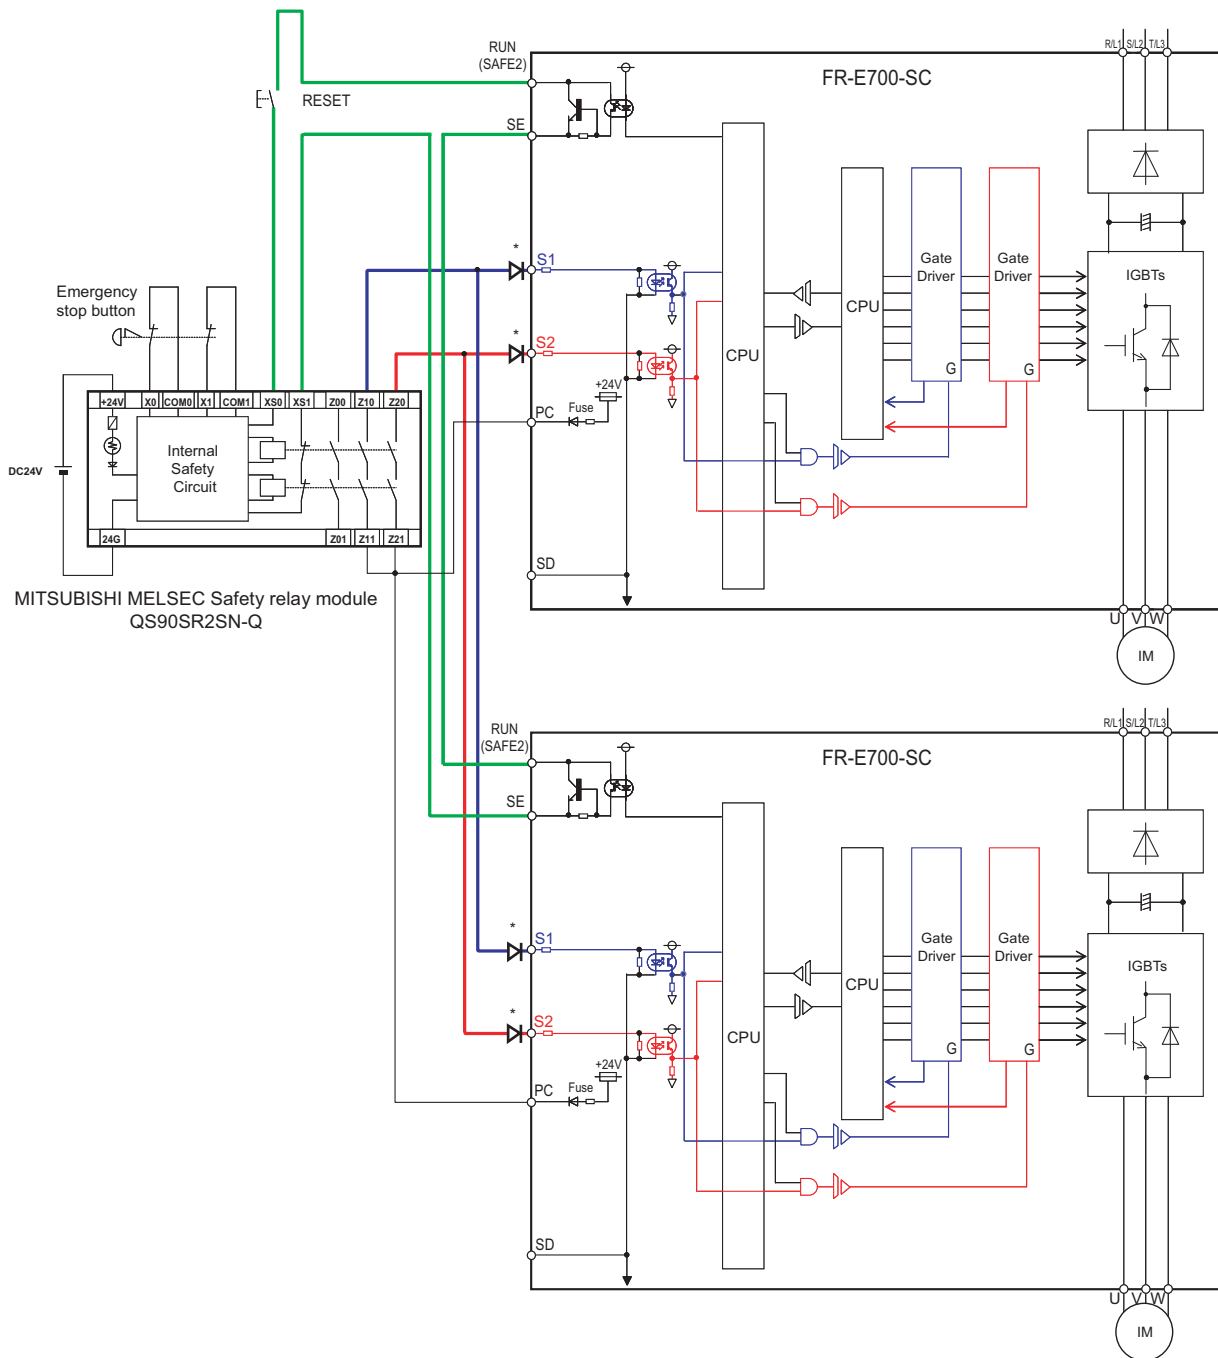 RUN
(SAFE2)
SE
RESET
R/L1 S/L2 T/L3
FR-E700-SC
* S1
* S2
CPU
CPU
Gate
Driver
G
Gate
Driver
G
IGBTs
+24V
Fuse
PC
SD
U V W
IM
Emergency
stop button
+24V X0 COM0 X1 COM1 XS0 XS1 Z00 Z10 Z20
Internal
Safety
Circuit
DC24V
24G Z01 Z11 Z21
MITSUBISHI MELSEC Safety relay module
QS90SR2SN-Q
RUN
(SAFE2)
SE
R/L1 S/L2 T/L3
FR-E700-SC
* S1
* S2
CPU
CPU
Gate
Driver
G
Gate
Driver
G
IGBTs
+24V
Fuse
PC
SD
U V W
IM